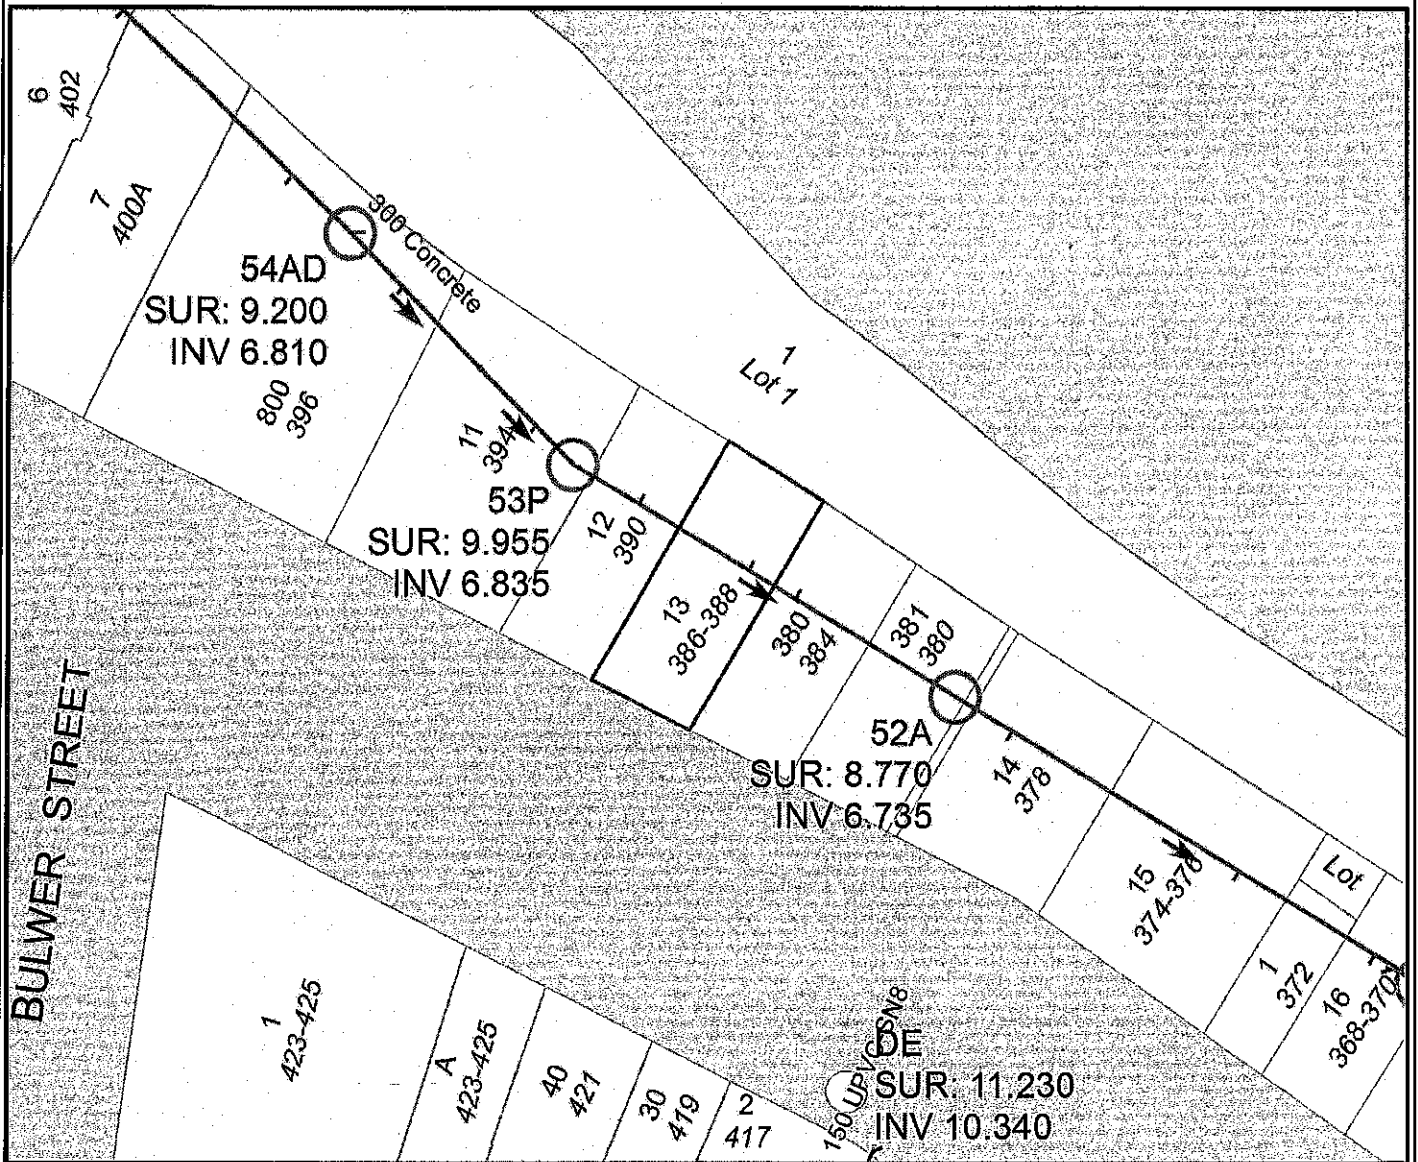 6
402
7
400A
300 Concrete
54AD
SUR: 9.200
INV 6.810
800
396
1
Lot 1
11
394
53P
SUR: 9.955
INV 6.835
12
390
13
386-388
380
384
381
380
52A
SUR: 8.770
INV 6.735
14
378
15
374-376
Lot
1
372
16
368-370
BULWER STREET
1
423-425
A
423-425
40
421
30
419
2
417
150 UPVC SN8
DE
SUR: 11.230
INV 10.340